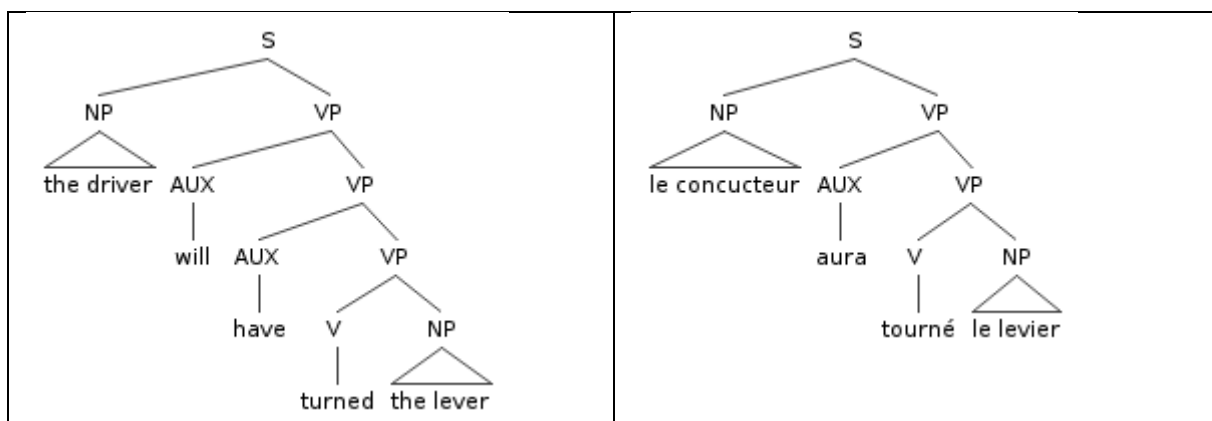 S
NP VP
the driver AUX VP
will AUX VP
have V NP
turned the lever
S
NP VP
le concucteur AUX VP
aura V NP
tourné le levier